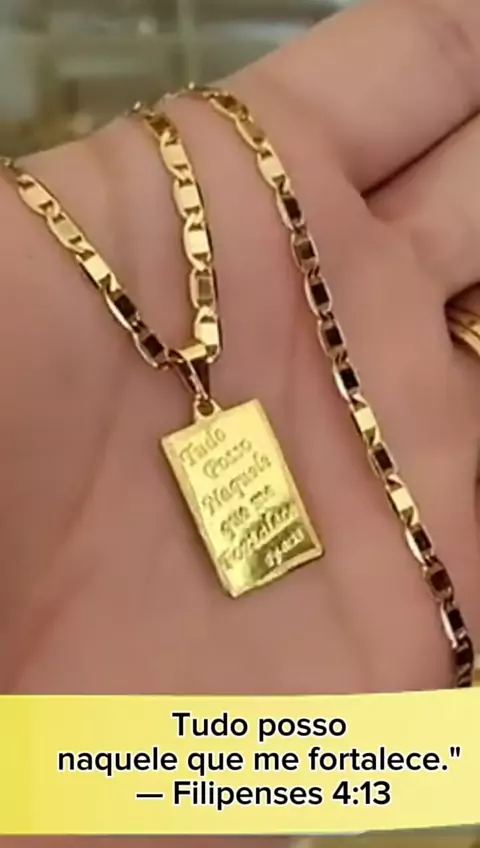 Tudo
Posso
Naquele
que me
Fortalece
Tudo posso
naquele que me fortalece."
— Filipenses 4:13